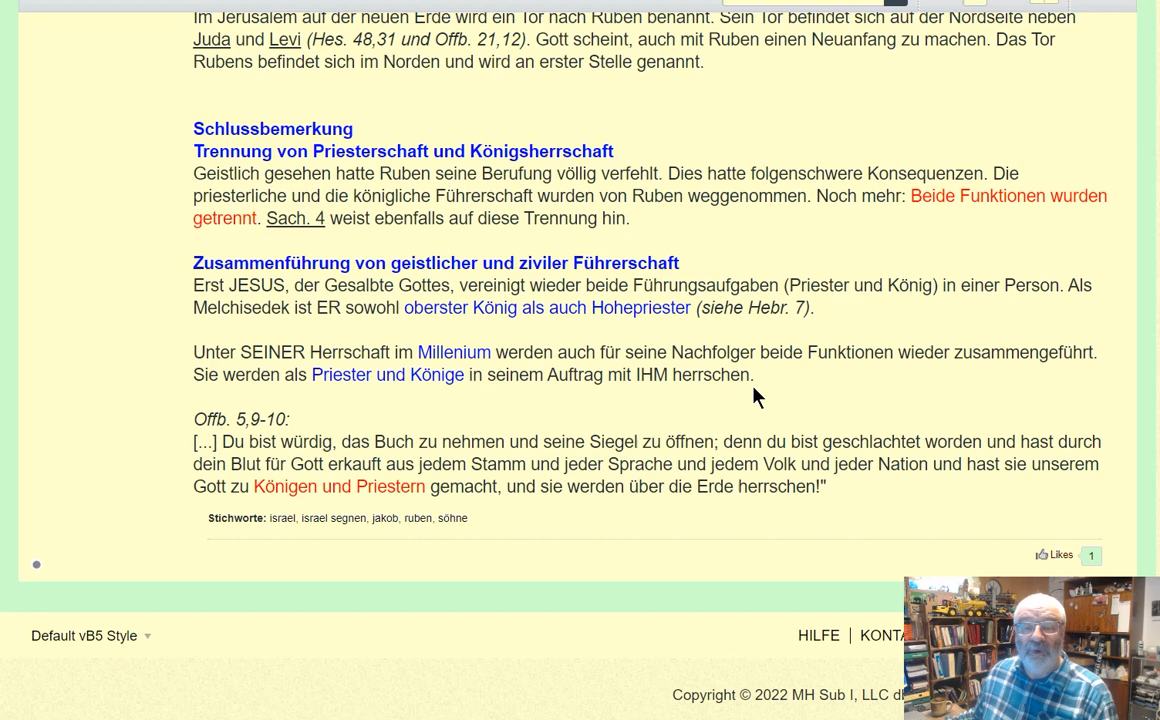 Im Jerusalem auf der neuen Erde wird ein Tor nach Ruben benannt. Sein Tor befindet sich auf der Nordseite neben
Juda und Levi (Hes. 48,31 und Offb. 21,12). Gott scheint, auch mit Ruben einen Neuanfang zu machen. Das Tor
Rubens befindet sich im Norden und wird an erster Stelle genannt.
Schlussbemerkung
Trennung von Priesterschaft und Königsherrschaft
Geistlich gesehen hatte Ruben seine Berufung völlig verfehlt. Dies hatte folgenschwere Konsequenzen. Die
priesterliche und die königliche Führerschaft wurden von Ruben weggenommen. Noch mehr: Beide Funktionen wurden
getrennt. Sach. 4 weist ebenfalls auf diese Trennung hin.
Zusammenführung von geistlicher und ziviler Führerschaft
Erst JESUS, der Gesalbte Gottes, vereinigt wieder beide Führungsaufgaben (Priester und König) in einer Person. Als
Melchisedek ist ER sowohl oberster König als auch Hohepriester (siehe Hebr. 7).
Unter SEINER Herrschaft im Millenium werden auch für seine Nachfolger beide Funktionen wieder zusammengeführt.
Sie werden als Priester und Könige in seinem Auftrag mit IHM herrschen.
Offb. 5,9-10:
[...] Du bist würdig, das Buch zu nehmen und seine Siegel zu öffnen; denn du bist geschlachtet worden und hast durch
dein Blut für Gott erkauft aus jedem Stamm und jeder Sprache und jedem Volk und jeder Nation und hast sie unserem
Gott zu Königen und Priestern gemacht, und sie werden über die Erde herrschen!"
Stichworte: israel, israel segnen, jakob, ruben, söhne
Likes 1
Default vB5 Style
HILFE | KONTA
Copyright © 2022 MH Sub I, LLC d